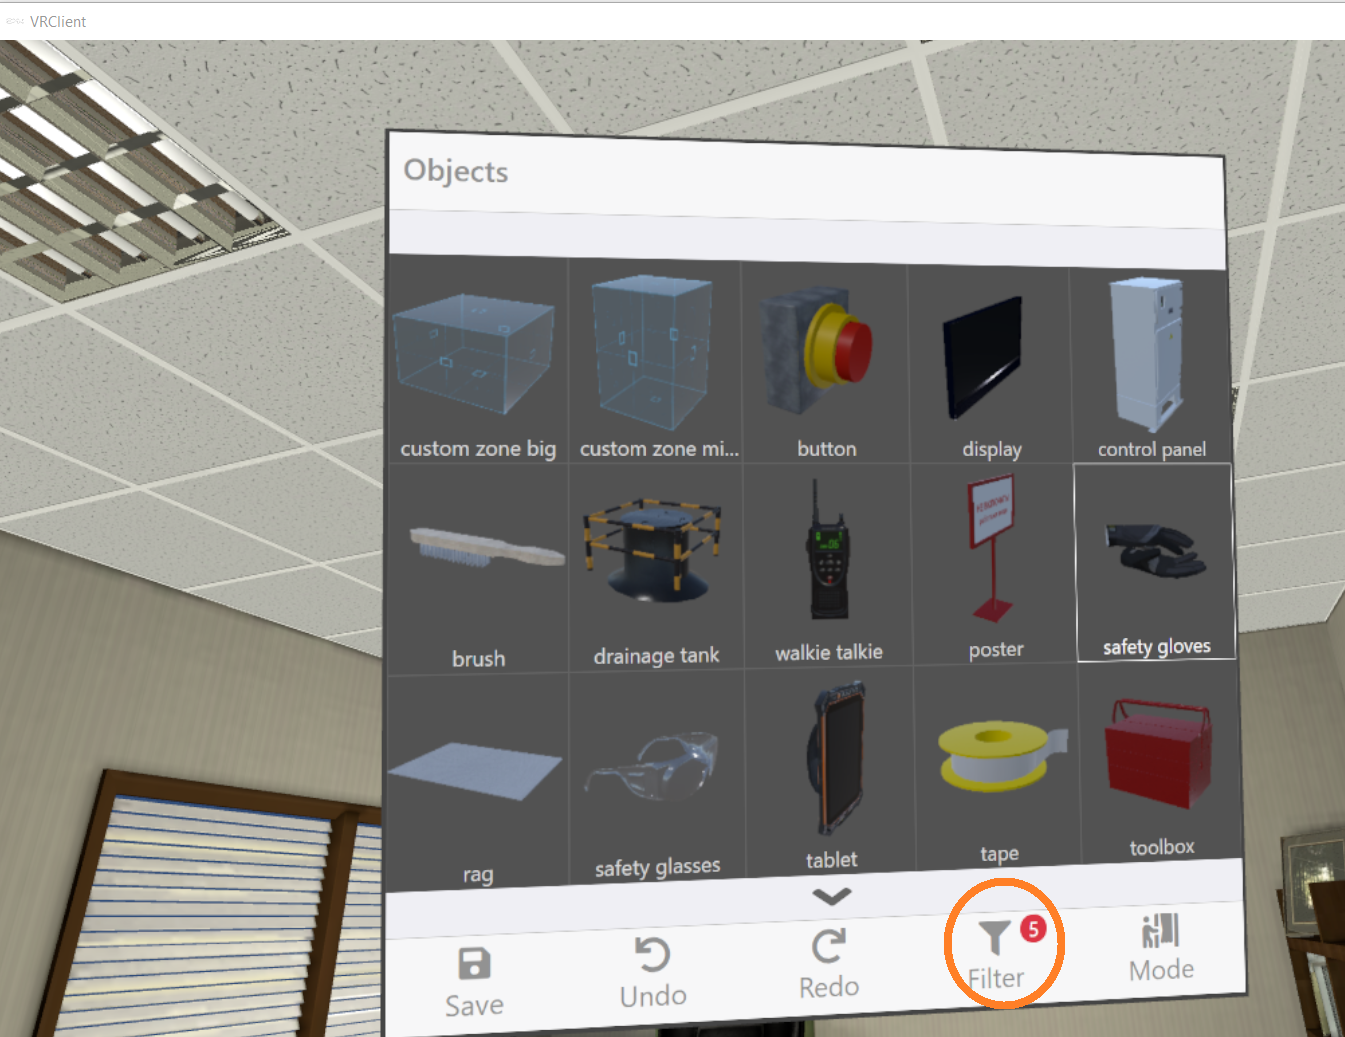 VRClient
Objects
custom zone big
custom zone mi...
button
display
control panel
brush
drainage tank
walkie talkie
poster
safety gloves
rag
safety glasses
tablet
tape
toolbox
Save
Undo
Redo
Filter
5
Mode